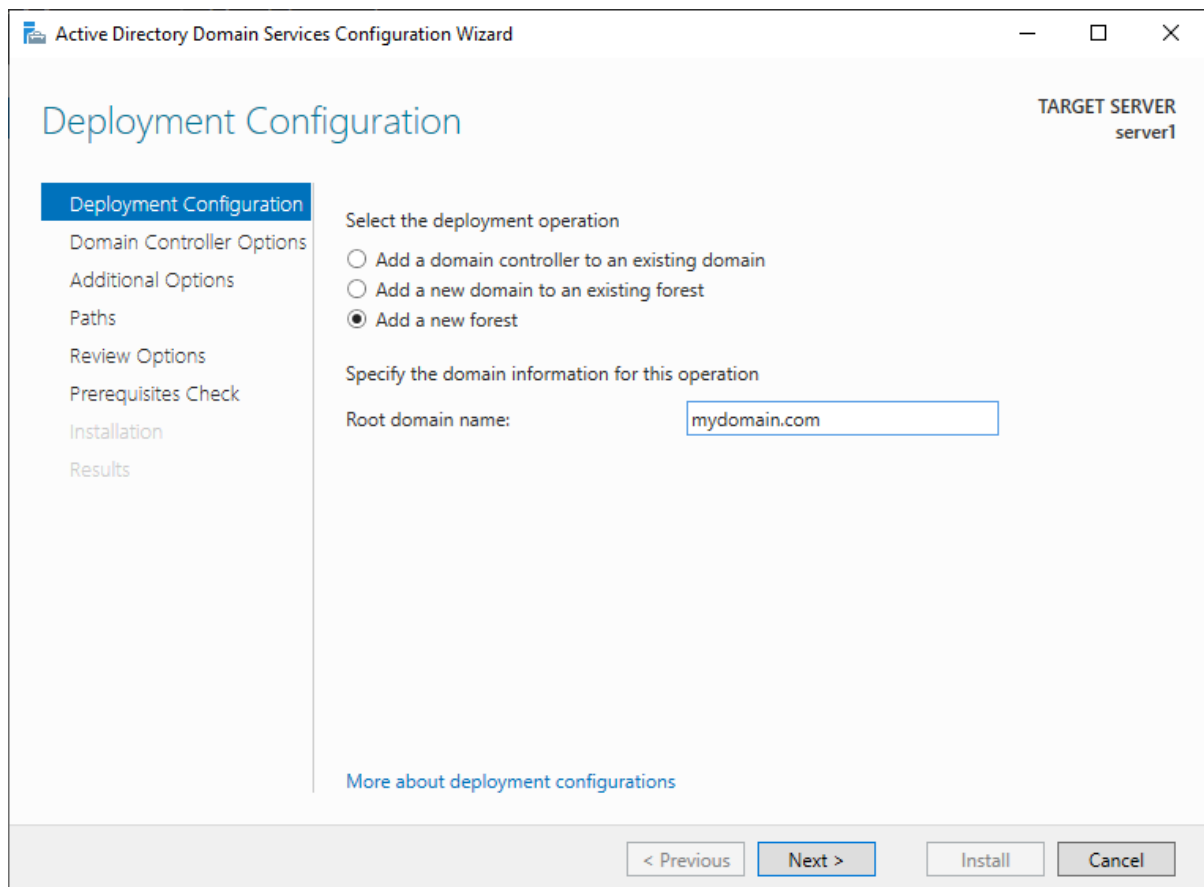 Active Directory Domain Services Configuration Wizard
Deployment Configuration
TARGET SERVER
server1
Deployment Configuration
Domain Controller Options
Additional Options
Paths
Review Options
Prerequisites Check
Installation
Results
Select the deployment operation
Add a domain controller to an existing domain
Add a new domain to an existing forest
Add a new forest
Specify the domain information for this operation
Root domain name: mydomain.com
More about deployment configurations
< Previous Next > Install Cancel